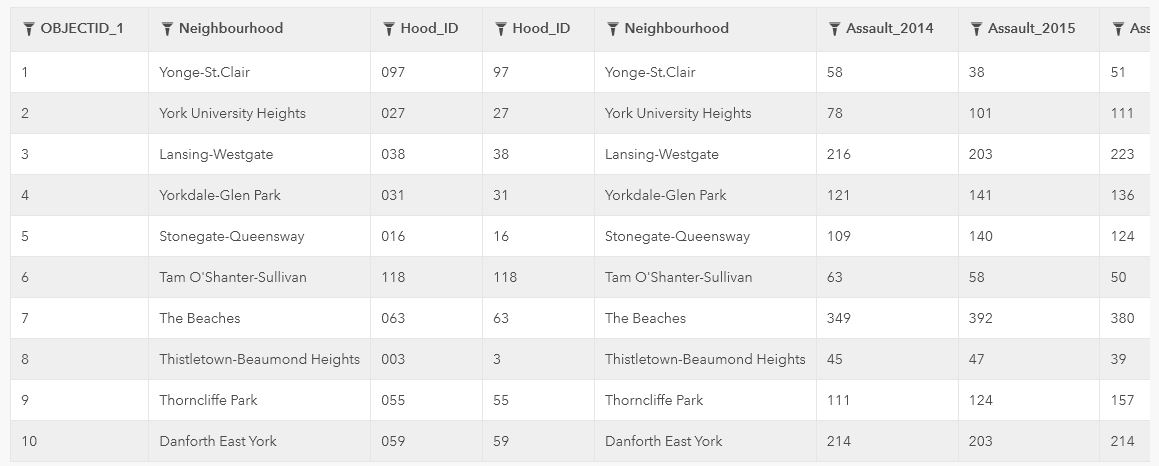 OBJECTID_1 Neighbourhood Hood_ID Hood_ID Neighbourhood Assault_2014 Assault_2015 Ass
1 Yonge-St.Clair 097 97 Yonge-St.Clair 58 38 51
2 York University Heights 027 27 York University Heights 78 101 111
3 Lansing-Westgate 038 38 Lansing-Westgate 216 203 223
4 Yorkdale-Glen Park 031 31 Yorkdale-Glen Park 121 141 136
5 Stonegate-Queensway 016 16 Stonegate-Queensway 109 140 124
6 Tam O'Shanter-Sullivan 118 118 Tam O'Shanter-Sullivan 63 58 50
7 The Beaches 063 63 The Beaches 349 392 380
8 Thistletown-Beaumond Heights 003 3 Thistletown-Beaumond Heights 45 47 39
9 Thorncliffe Park 055 55 Thorncliffe Park 111 124 157
10 Danforth East York 059 59 Danforth East York 214 203 214